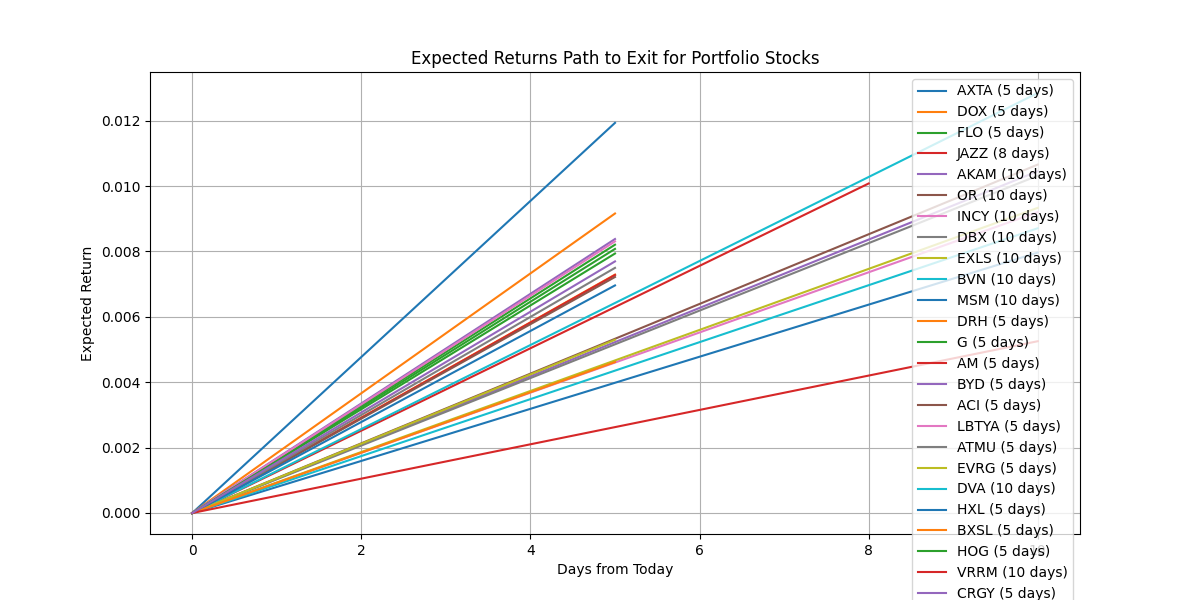 Expected Returns Path to Exit for Portfolio Stocks
Expected Return
0.012
0.010
0.008
0.006
0.004
0.002
0.000
0
2
4
6
8
Days from Today
AXTA (5 days)
DOX (5 days)
FLO (5 days)
JAZZ (8 days)
AKAM (10 days)
OR (10 days)
INCY (10 days)
DBX (10 days)
EXLS (10 days)
BVN (10 days)
MSM (10 days)
DRH (5 days)
G (5 days)
AM (5 days)
BYD (5 days)
ACI (5 days)
LBTYA (5 days)
ATMU (5 days)
EVRG (5 days)
DVA (10 days)
HXL (5 days)
BXSL (5 days)
HOG (5 days)
VRRM (10 days)
CRGY (5 days)